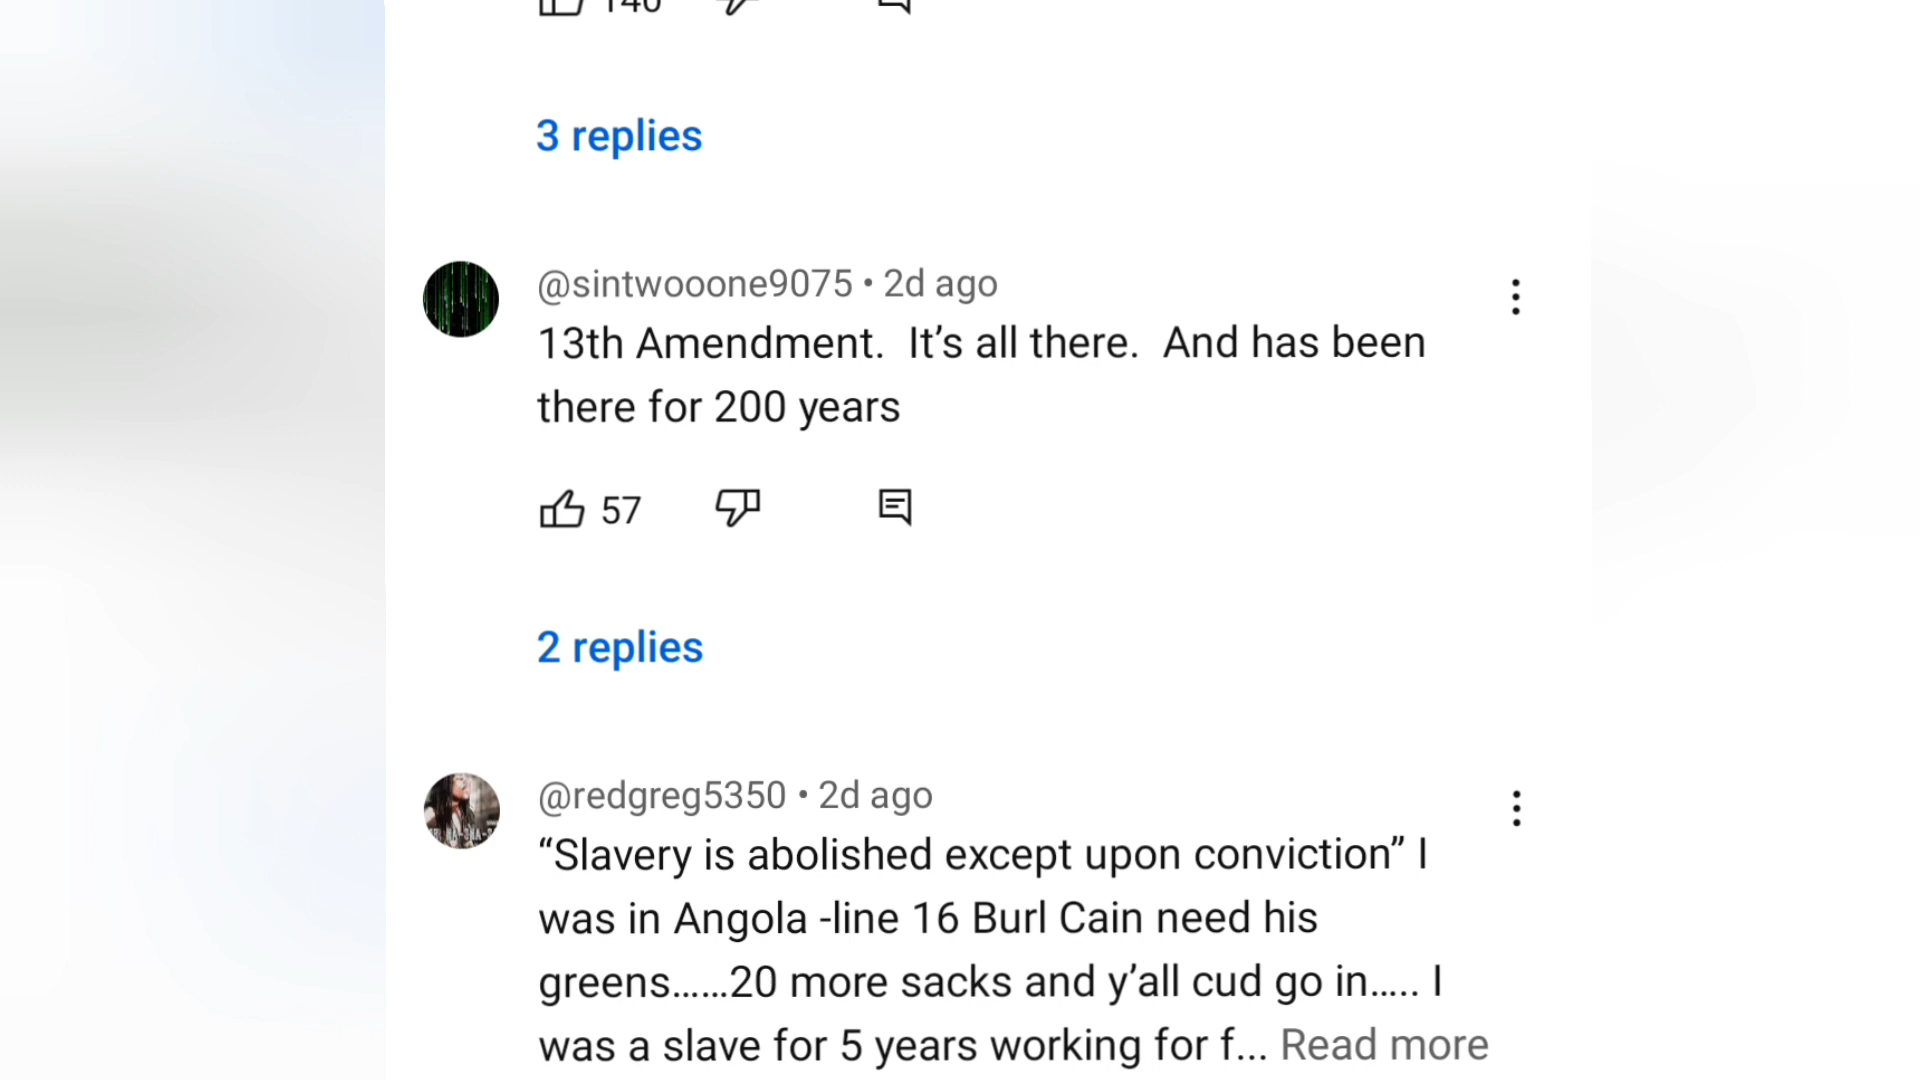 140
3 replies
@sintwooone9075 • 2d ago
13th Amendment.  It’s all there.  And has been
there for 200 years
57
2 replies
@redgreg5350 • 2d ago
“Slavery is abolished except upon conviction” I
was in Angola -line 16 Burl Cain need his
greens……20 more sacks and y’all cud go in….. I
was a slave for 5 years working for f... Read more